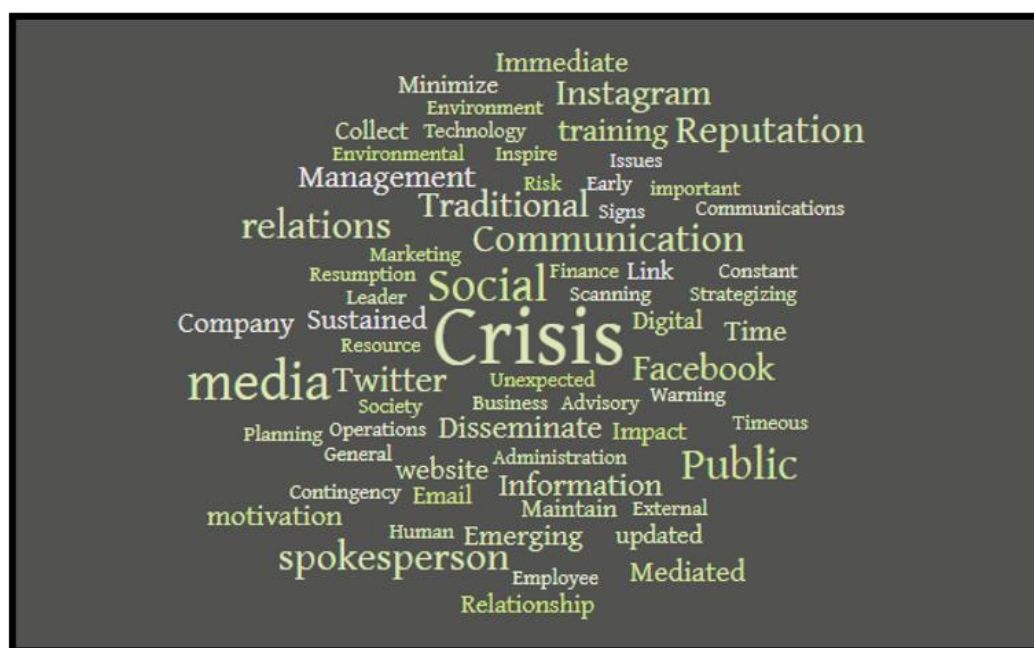 Immediate
Minimize Instagram
Environment
Collect Technology training Reputation
Environmental Inspire Issues
Management Risk Early important
Traditional Signs Communications
relations Communication
Marketing
Resumption Social Finance Link Constant
Leader Scanning Strategizing
Company Sustained Crisis Digital Time
Resource
media Twitter Unexpected Facebook
Society Business Advisory Warning
Planning Operations Disseminate Impact Timeous
General Administration Public
website Information
Contingency Email Maintain External
motivation Human Emerging updated
spokesperson Employee Mediated
Relationship